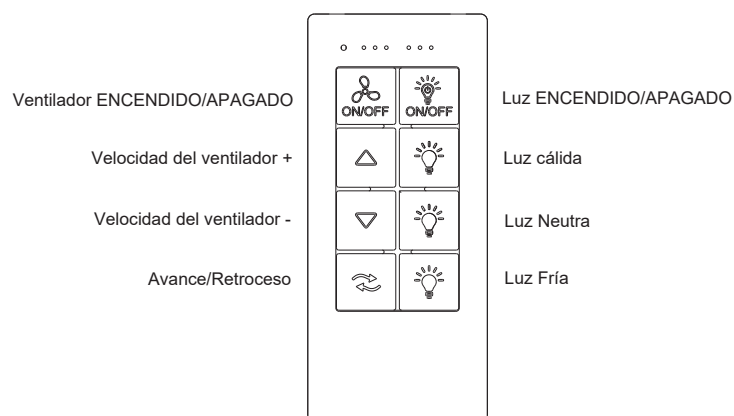 Ventilador ENCENDIDO/APAGADO
ON/OFF
ON/OFF
Luz ENCENDIDO/APAGADO
Velocidad del ventilador +
Luz cálida
Velocidad del ventilador -
Luz Neutra
Avance/Retroceso
Luz Fría